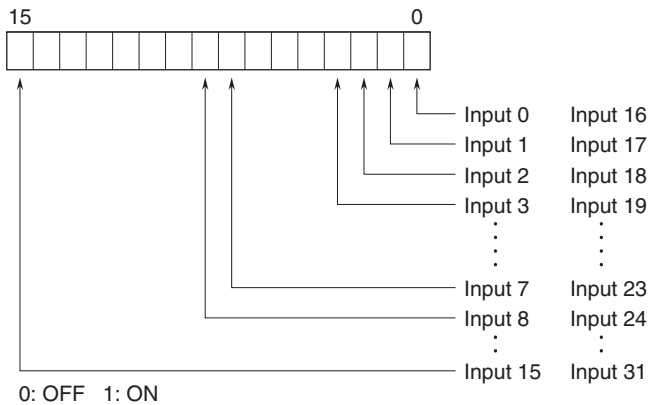 15 0
Input 0 Input 16
Input 1 Input 17
Input 2 Input 18
Input 3 Input 19
Input 7 Input 23
Input 8 Input 24
Input 15 Input 31
0: OFF 1: ON